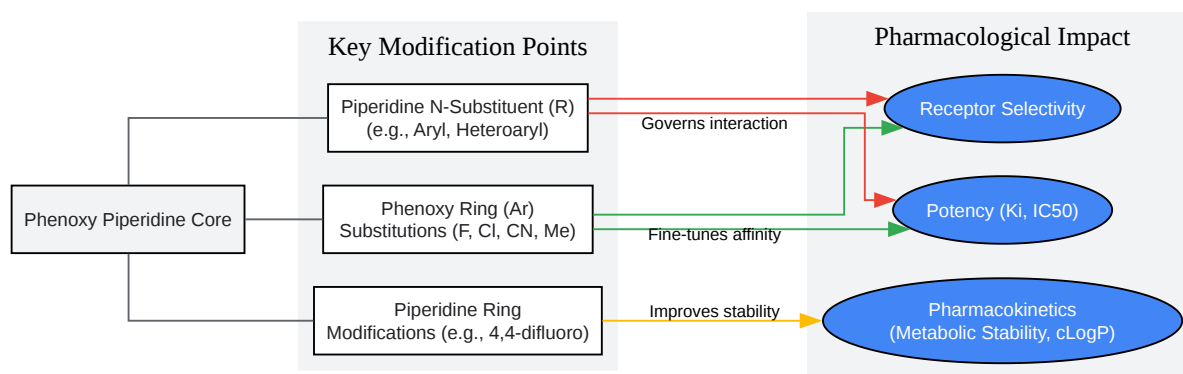 Key Modification Points
Pharmacological Impact
Piperidine N-Substituent (R)
(e.g., Aryl, Heteroaryl)
Governs interaction
Receptor Selectivity
Phenoxy Piperidine Core
Phenoxy Ring (Ar)
Substitutions (F, Cl, CN, Me)
Fine-tunes affinity
Potency (Ki, IC50)
Piperidine Ring
Modifications (e.g., 4,4-difluoro)
Improves stability
Pharmacokinetics
(Metabolic Stability, cLogP)